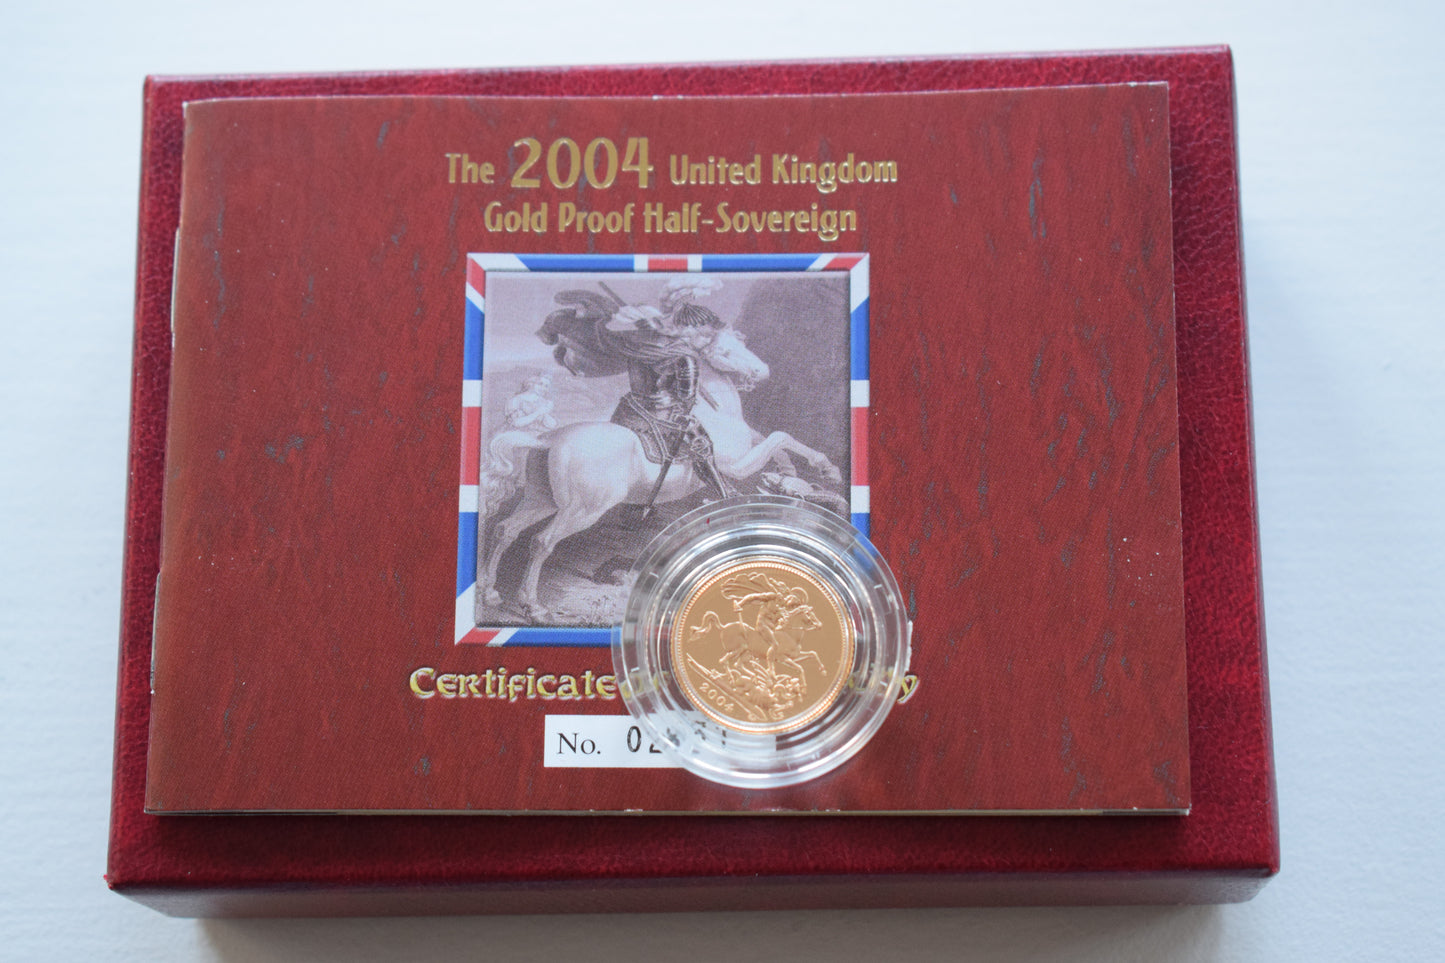 The 2004 United Kingdom
Gold Proof Half-Sovereign
Certificate
No.
2004